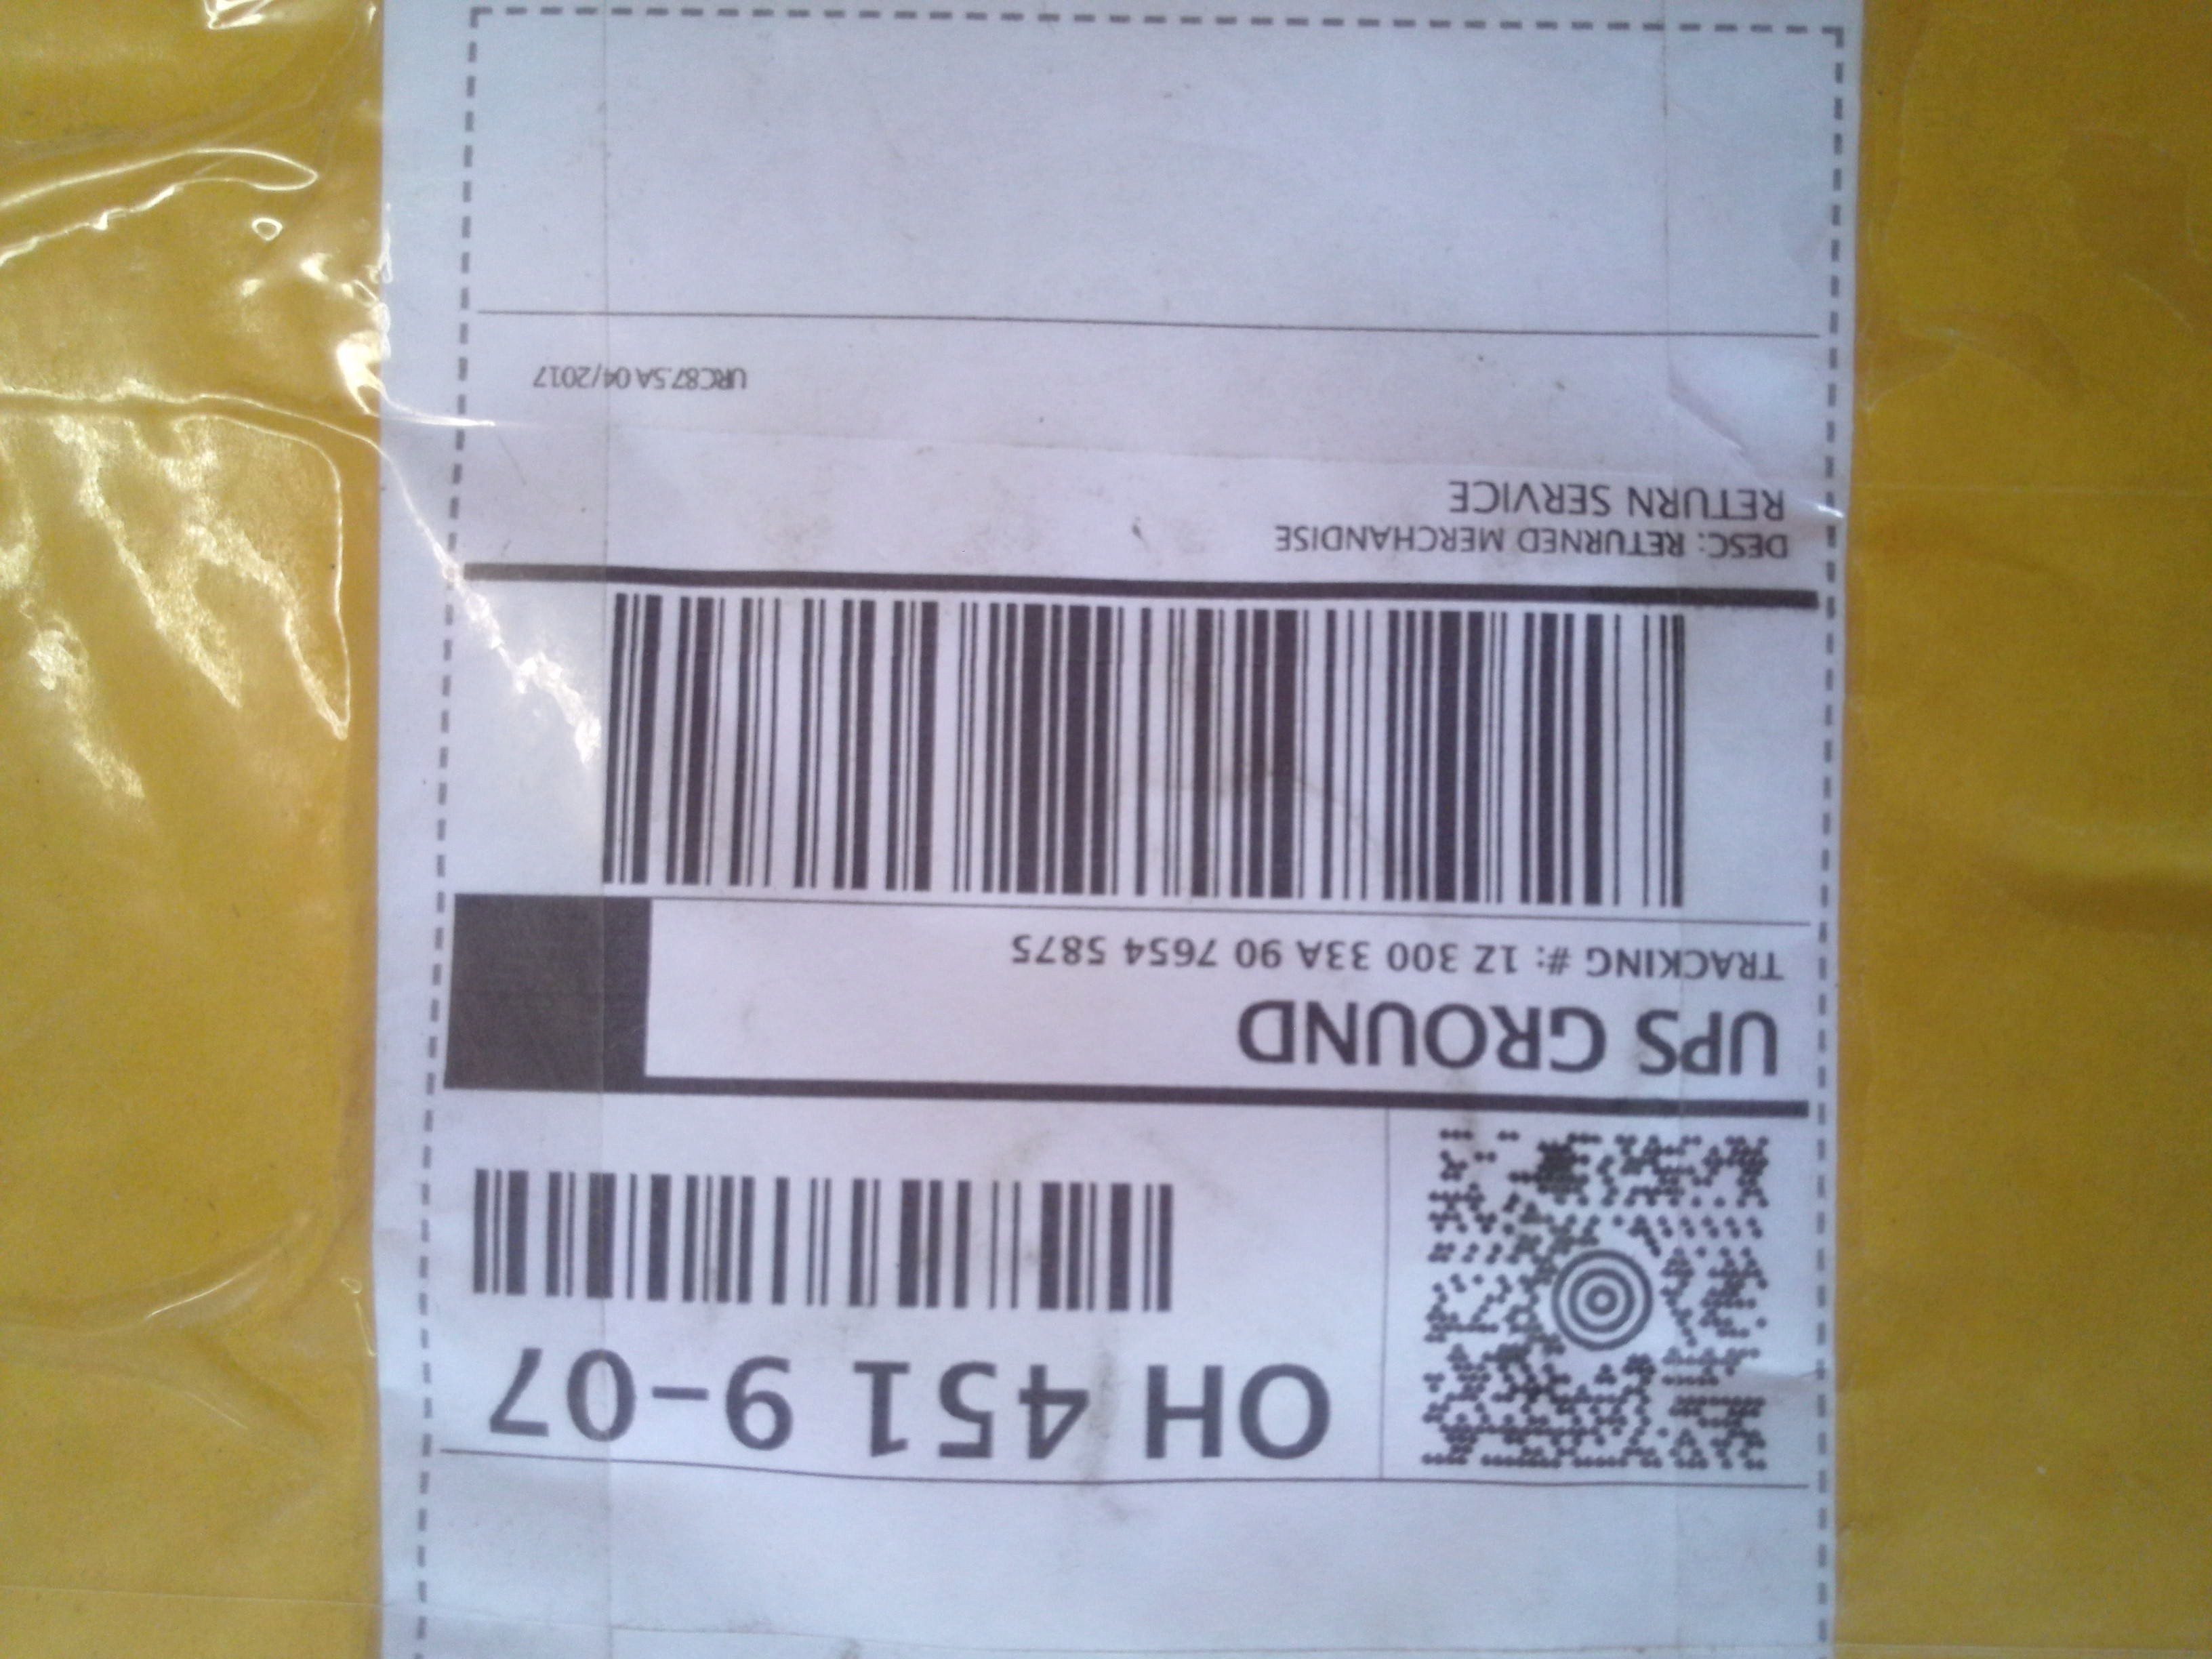 OH 451 9-07
UPS GROUND
TRACKING #: 1Z 300 33A 90 7654 5875
DESC: RETURNED MERCHANDISE
RETURN SERVICE
URC87.5A 04/2017